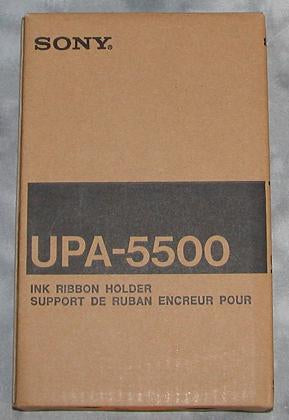 SONY®
UPA-5500
INK RIBBON HOLDER
SUPPORT DE RUBAN ENCREUR POUR